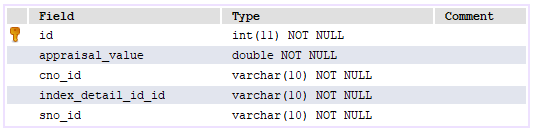 Field Type Comment
id int(11) NOT NULL
appraisal_value double NOT NULL
cno_id varchar(10) NOT NULL
index_detail_id_id varchar(10) NOT NULL
sno_id varchar(10) NOT NULL